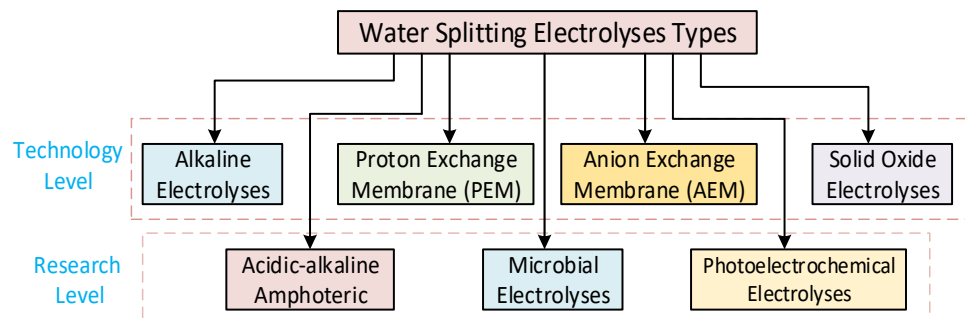 Water Splitting Electrolyses Types
Technology
Level
Alkaline
Electrolyses
Proton Exchange
Membrane (PEM)
Anion Exchange
Membrane (AEM)
Solid Oxide
Electrolyses
Research
Level
Acidic-alkaline
Amphoteric
Microbial
Electrolyses
Photoelectrochemical
Electrolyses